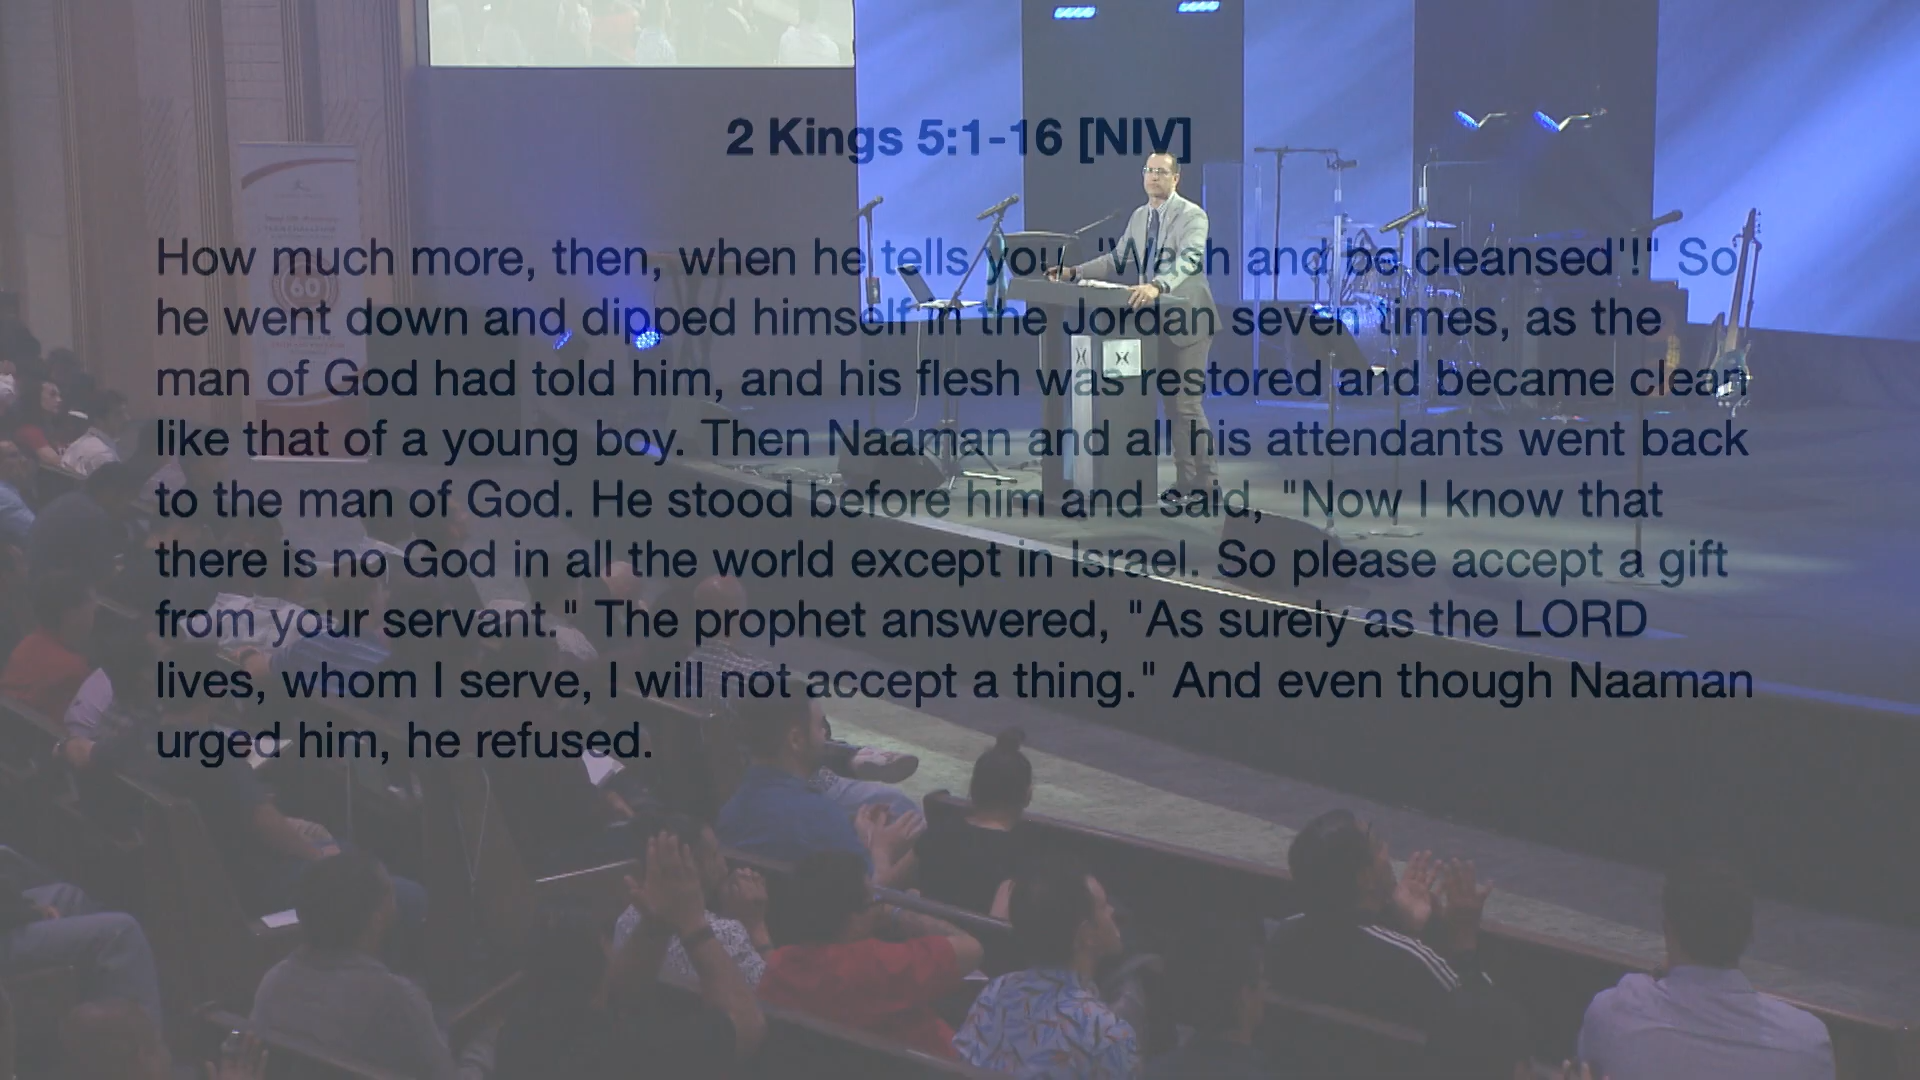 2 Kings 5:1-16 [NIV]
How much more, then, when he tells you, "Wash and be cleansed'!" So
he went down and dipped himself in the Jordan seven times, as the
man of God had told him, and his flesh was restored and became clean
like that of a young boy. Then Naaman and all his attendants went back
to the man of God. He stood before him and said, "Now I know that
there is no God in all the world except in Israel. So please accept a gift
from your servant." The prophet answered, "As surely as the LORD
lives, whom I serve, I will not accept a thing." And even though Naaman
urged him, he refused.
60